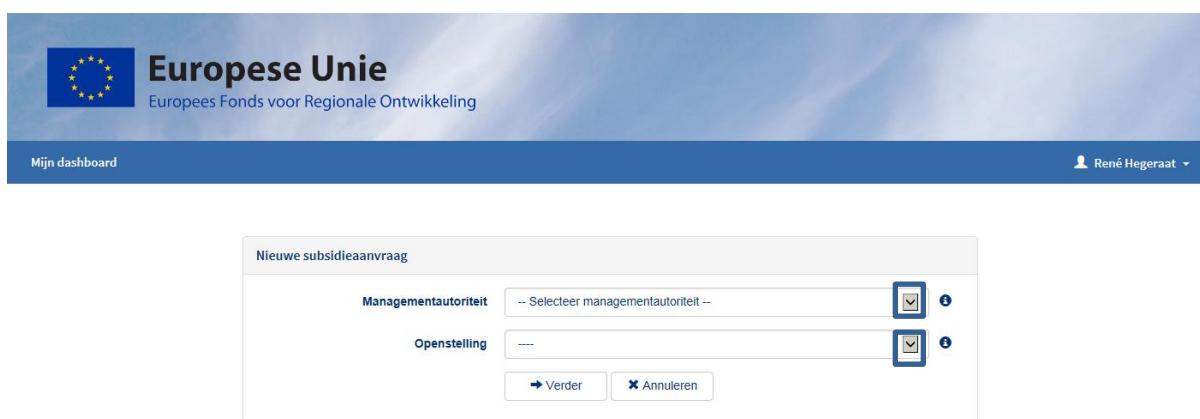 Europese Unie
Europees Fonds voor Regionale Ontwikkeling
Mijn dashboard
René Hegeraat
Nieuwe subsidieaanvraag
Managementautoriteit
-- Selecteer managementautoriteit --
Openstelling
----
Verder
Annuleren